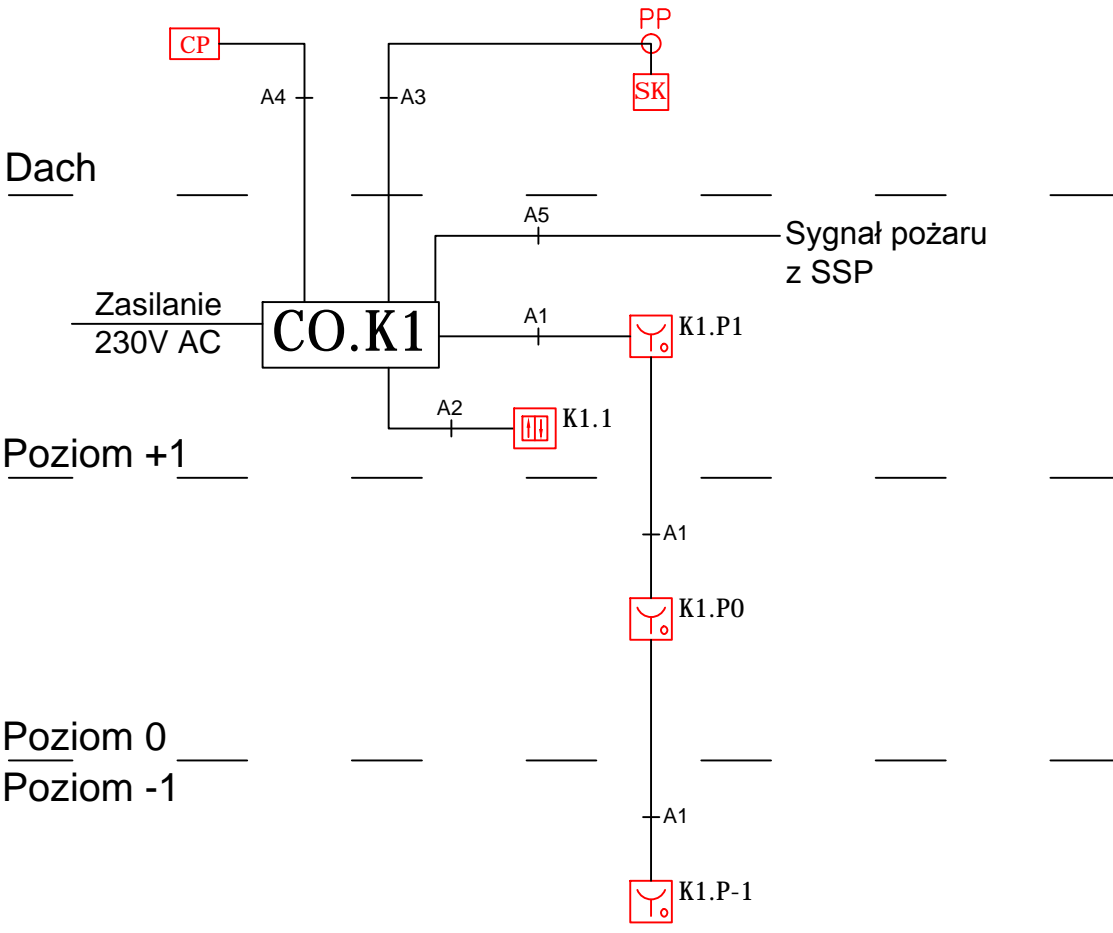 PP
CP
SK
A4
A3
Dach
A5
Sygnał pożaru
z SSP
Zasilanie
230V AC
CO.K1
A1
K1.P1
A2
K1.1
Poziom +1
A1
K1.P0
Poziom 0
Poziom -1
A1
K1.P-1